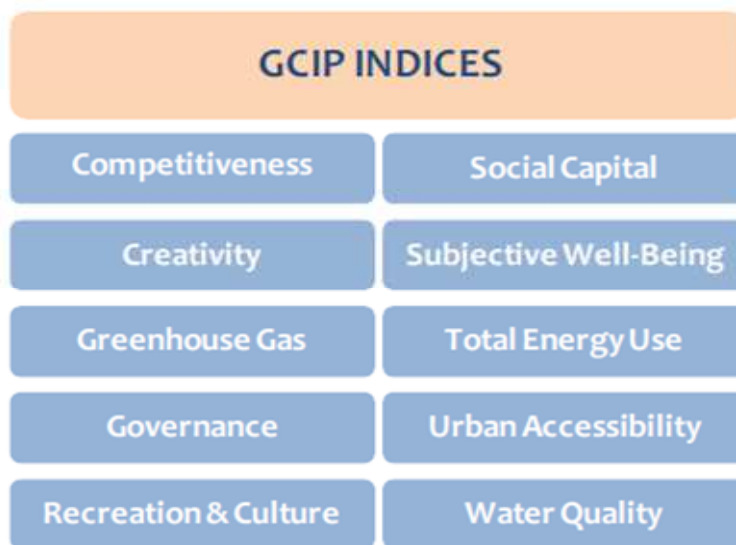 GCIP INDICES
Competitiveness
Social Capital
Creativity
Subjective Well-Being
Greenhouse Gas
Total Energy Use
Governance
Urban Accessibility
Recreation & Culture
Water Quality